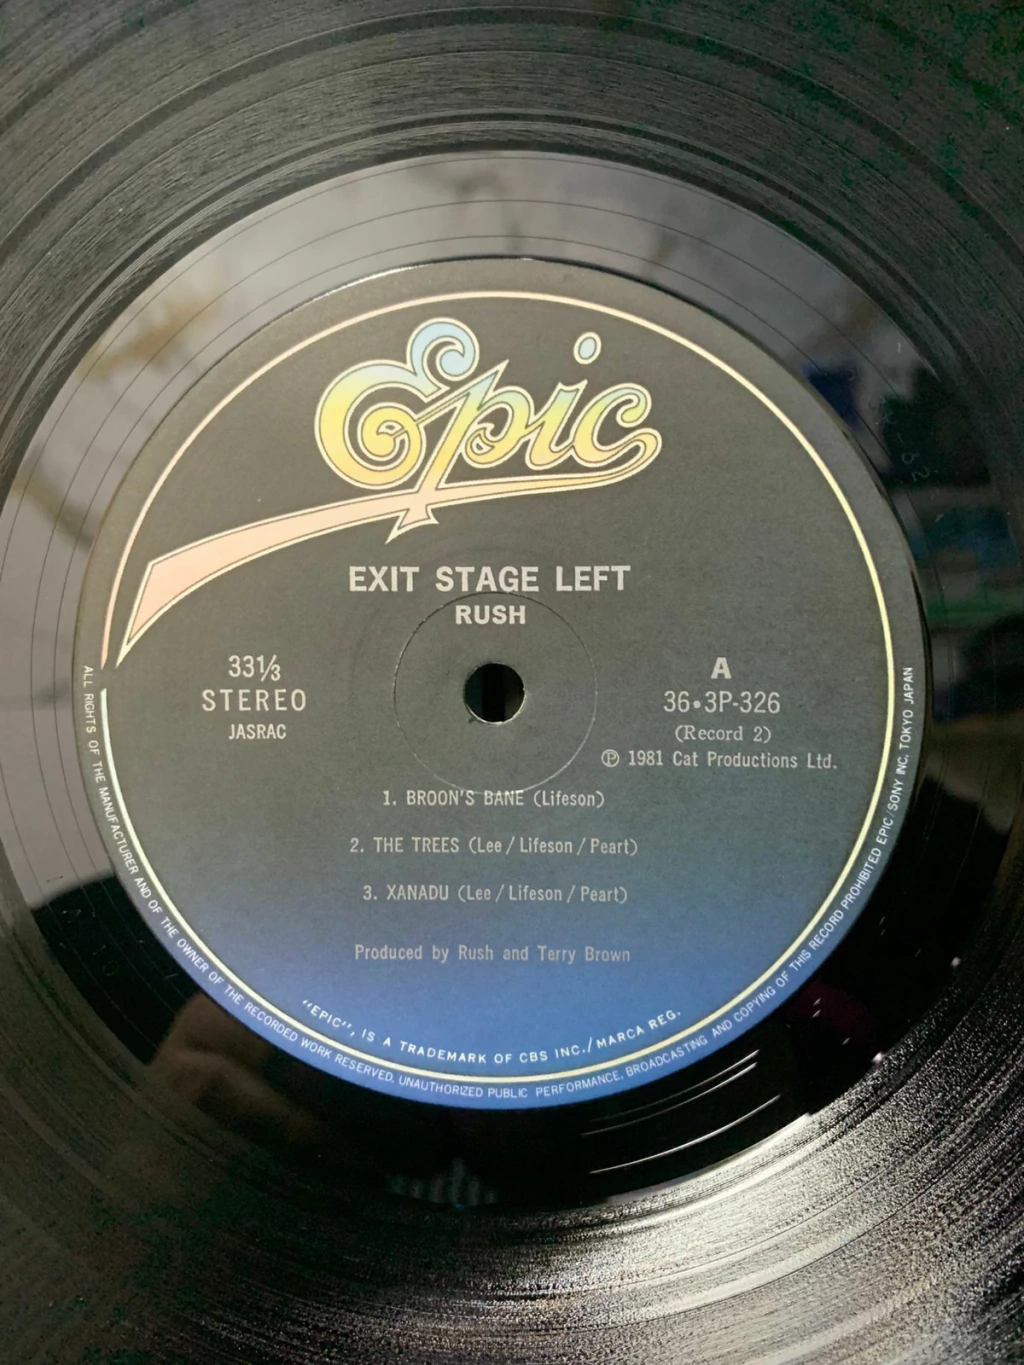 Epic
EXIT STAGE LEFT
RUSH
33⅓
STEREO
JASRAC
A
36•3P-326
(Record 2)
℗ 1981 Cat Productions Ltd.
1. BROON'S BANE (Lifeson)
2. THE TREES (Lee / Lifeson / Peart)
3. XANADU (Lee / Lifeson / Peart)
Produced by Rush and Terry Brown
"EPIC", IS A TRADEMARK OF CBS INC./MARCA REG.
ALL RIGHTS OF THE MANUFACTURER AND OF THE OWNER OF THE RECORDED WORK RESERVED. UNAUTHORIZED PUBLIC PERFORMANCE, BROADCASTING AND COPYING OF THIS RECORD PROHIBITED EPIC/SONY INC. TOKYO JAPAN